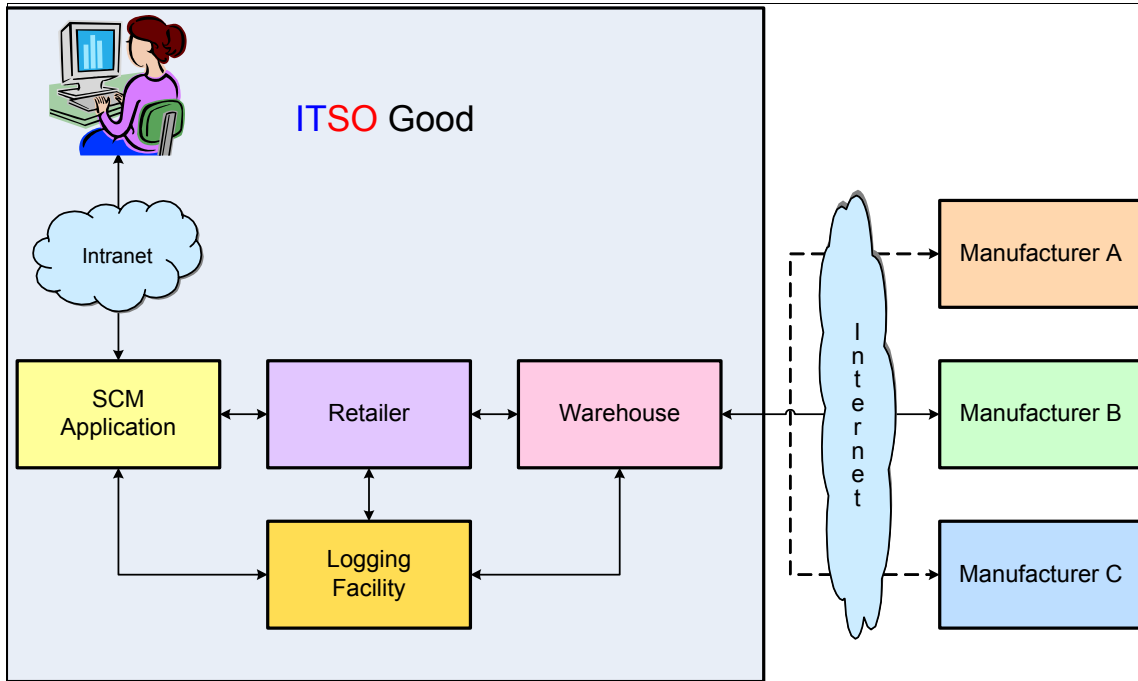 ITSO Good
Intranet
Manufacturer A
SCM
Application
Retailer
Warehouse
Internet
Manufacturer B
Logging
Facility
Manufacturer C